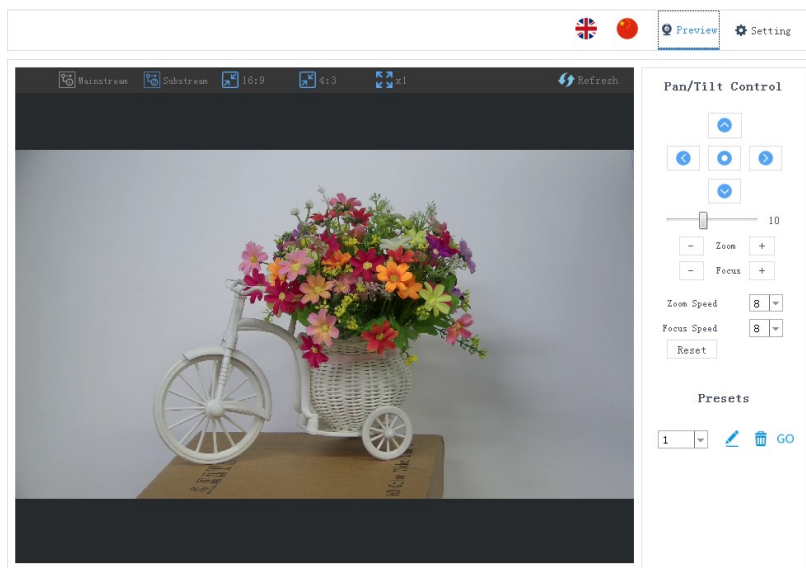 Preview Setting
Mainstream Substream 16:9 4:3 x1 Refresh
Pan/Tilt Control
10
- Zoom +
- Focus +
Zoom Speed 8
Focus Speed 8
Reset
Presets
1 GO